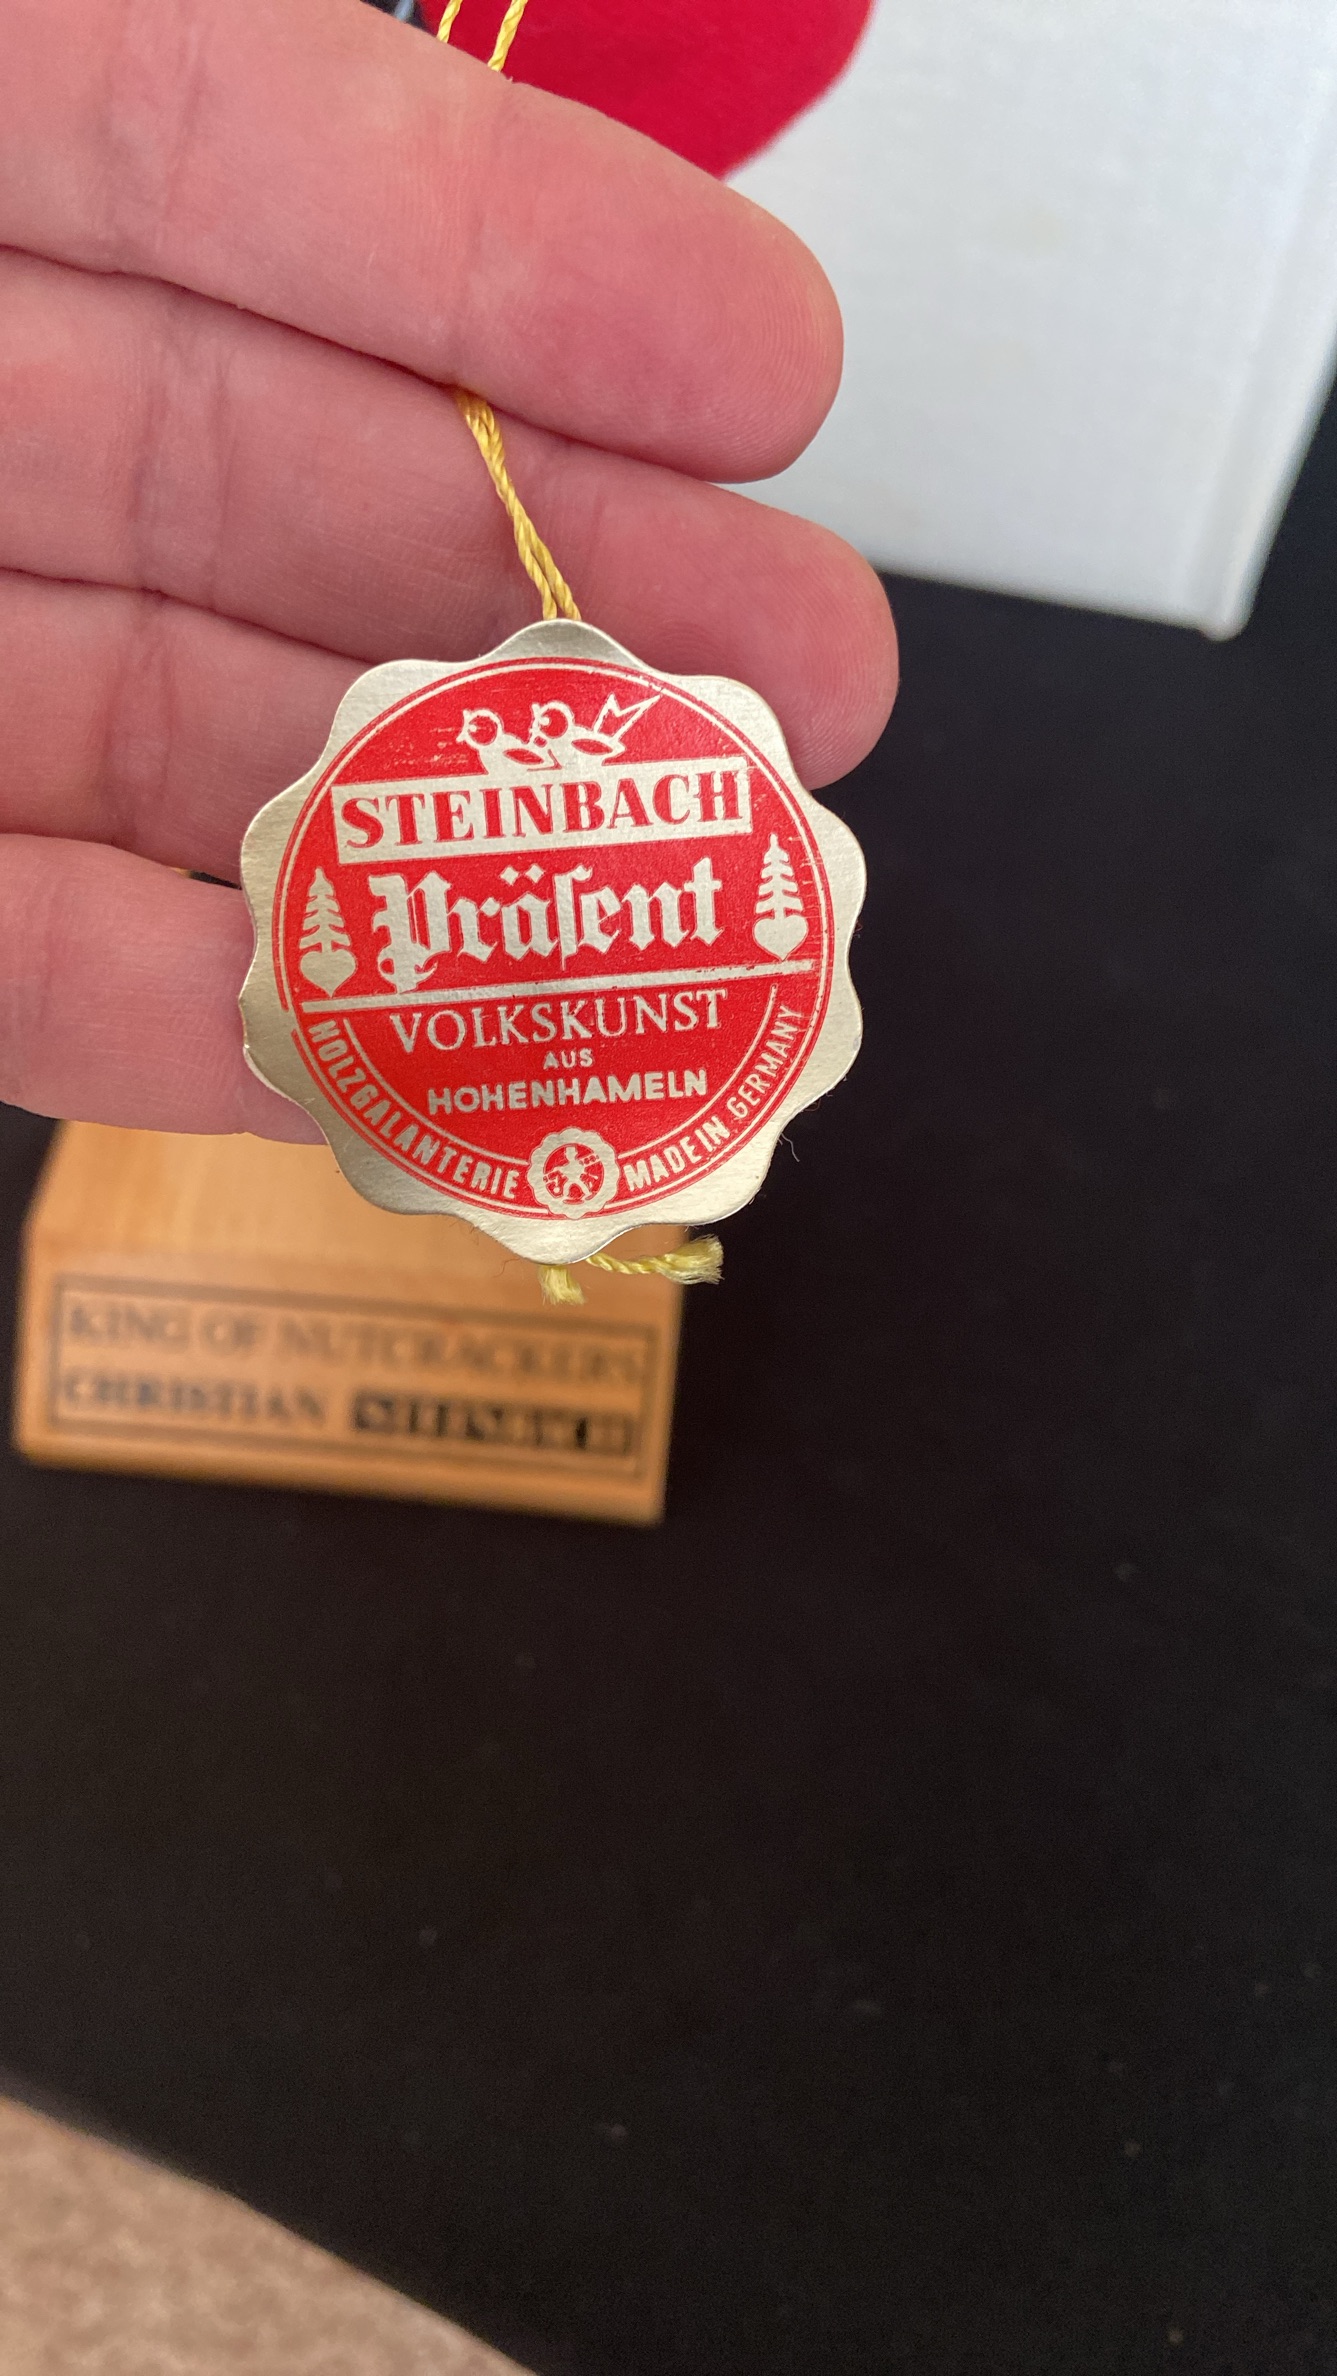 STEINBACH
Präſent
VOLKSKUNST
AUS
HOHENHAMELN
HOLZGALANTERIE MADE IN GERMANY
KING OF NUTCRACKERS
CHRISTIAN